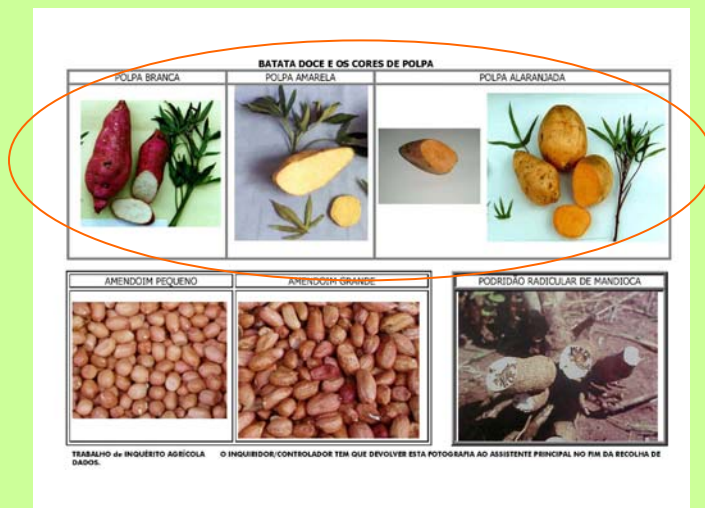 BATATA DOCE E OS CORES DE POLPA
POLPA BRANCA
POLPA AMARELA
POLPA ALARANJADA
AMENDOIM PEQUENO
AMENDOIM GRANDE
PODRIDÃO RADICULAR DE MANDIOCA
TRABALHO de INQUÉRITO AGRÍCOLA O INQUIRIDOR/CONTROLADOR TEM QUE DEVOLVER ESTA FOTOGRAFIA AO ASSISTENTE PRINCIPAL NO FIM DA RECOLHA DE
DADOS.